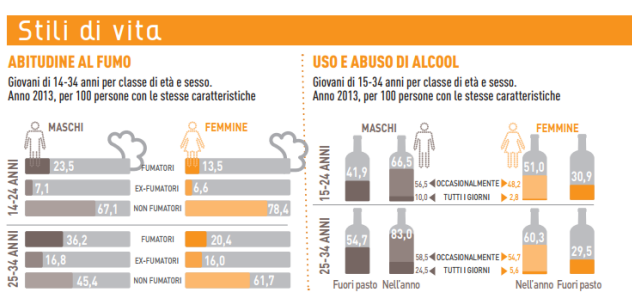 Stili di vita
ABITUDINE AL FUMO
Giovani di 14-34 anni per classe di età e sesso.
Anno 2013, per 100 persone con le stesse caratteristiche
MASCHI
FEMMINE
14-24 ANNI
23,5 FUMATORI 13,5
7,1 EX-FUMATORI 6,6
67,1 NON FUMATORI 78,4
25-34 ANNI
36,2 FUMATORI 20,4
16,8 EX-FUMATORI 16,0
45,4 NON FUMATORI 61,7
USO E ABUSO DI ALCOOL
Giovani di 15-34 anni per classe di età e sesso.
Anno 2013, per 100 persone con le stesse caratteristiche
MASCHI
FEMMINE
15-24 ANNI
41,9 66,5 51,0 30,9
56,5 OCCASIONALMENTE 48,2
10,0 TUTTI I GIORNI 2,8
25-34 ANNI
54,7 83,0 60,3 29,5
58,5 OCCASIONALMENTE 54,7
24,5 TUTTI I GIORNI 5,6
Fuori pasto Nell'anno Nell'anno Fuori pasto